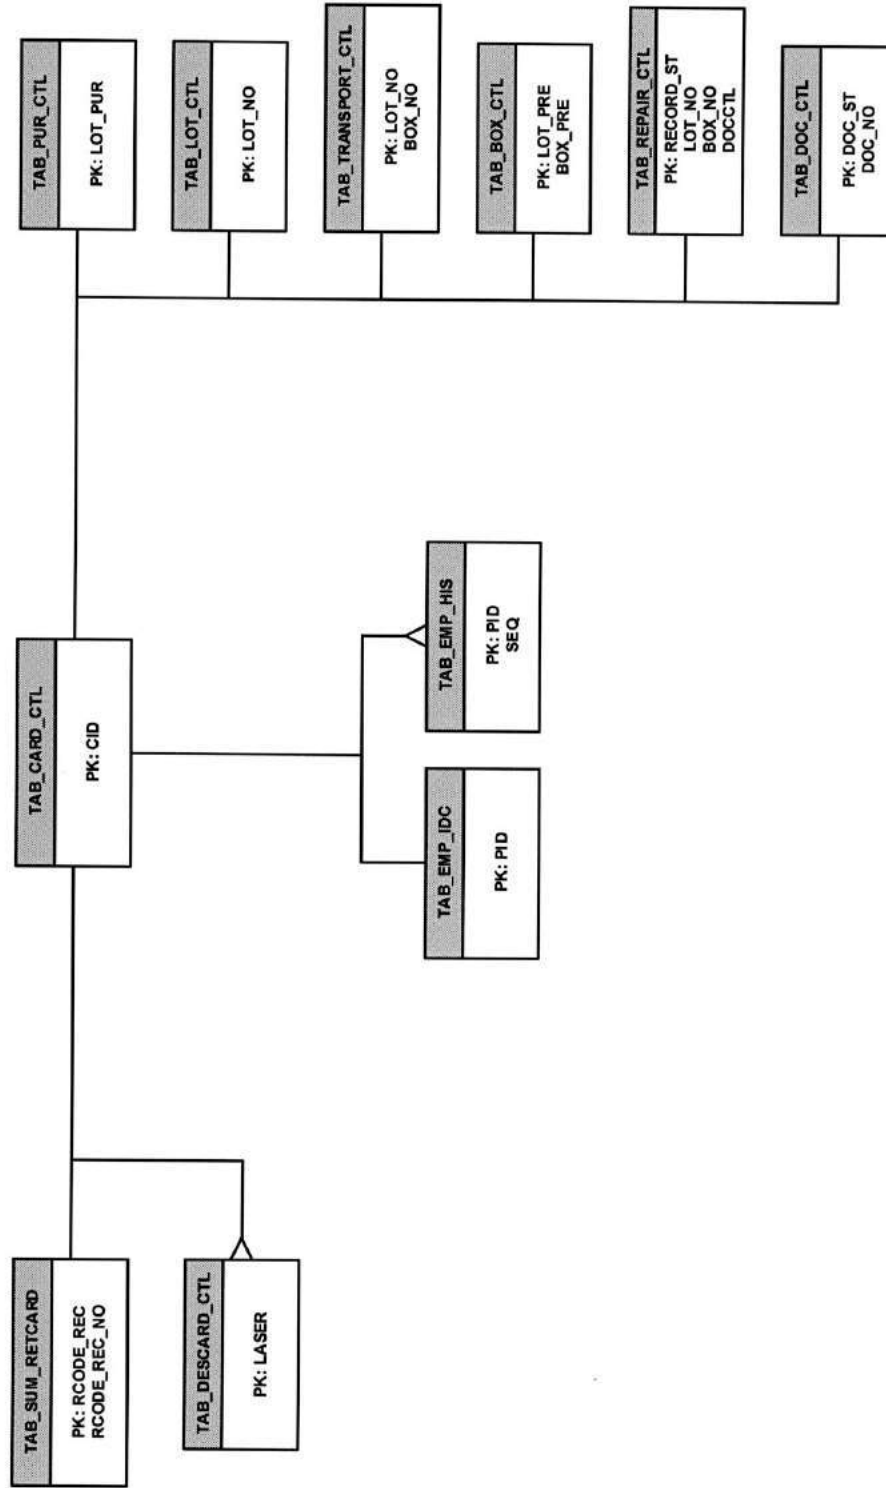 TAB_SUM_RETCARD
PK: RCODE_REC
RCODE_REC_NO
TAB_DESCARD_CTL
PK: LASER
TAB_CARD_CTL
PK: CID
TAB_EMP_IDC
PK: PID
TAB_EMP_HIS
PK: PID
SEQ
TAB_PUR_CTL
PK: LOT_PUR
TAB_LOT_CTL
PK: LOT_NO
TAB_TRANSPORT_CTL
PK: LOT_NO
BOX_NO
TAB_BOX_CTL
PK: LOT_PRE
BOX_PRE
TAB_REPAIR_CTL
PK: RECORD_ST
LOT_NO
BOX_NO
DOCCTL
TAB_DOC_CTL
PK: DOC_ST
DOC_NO